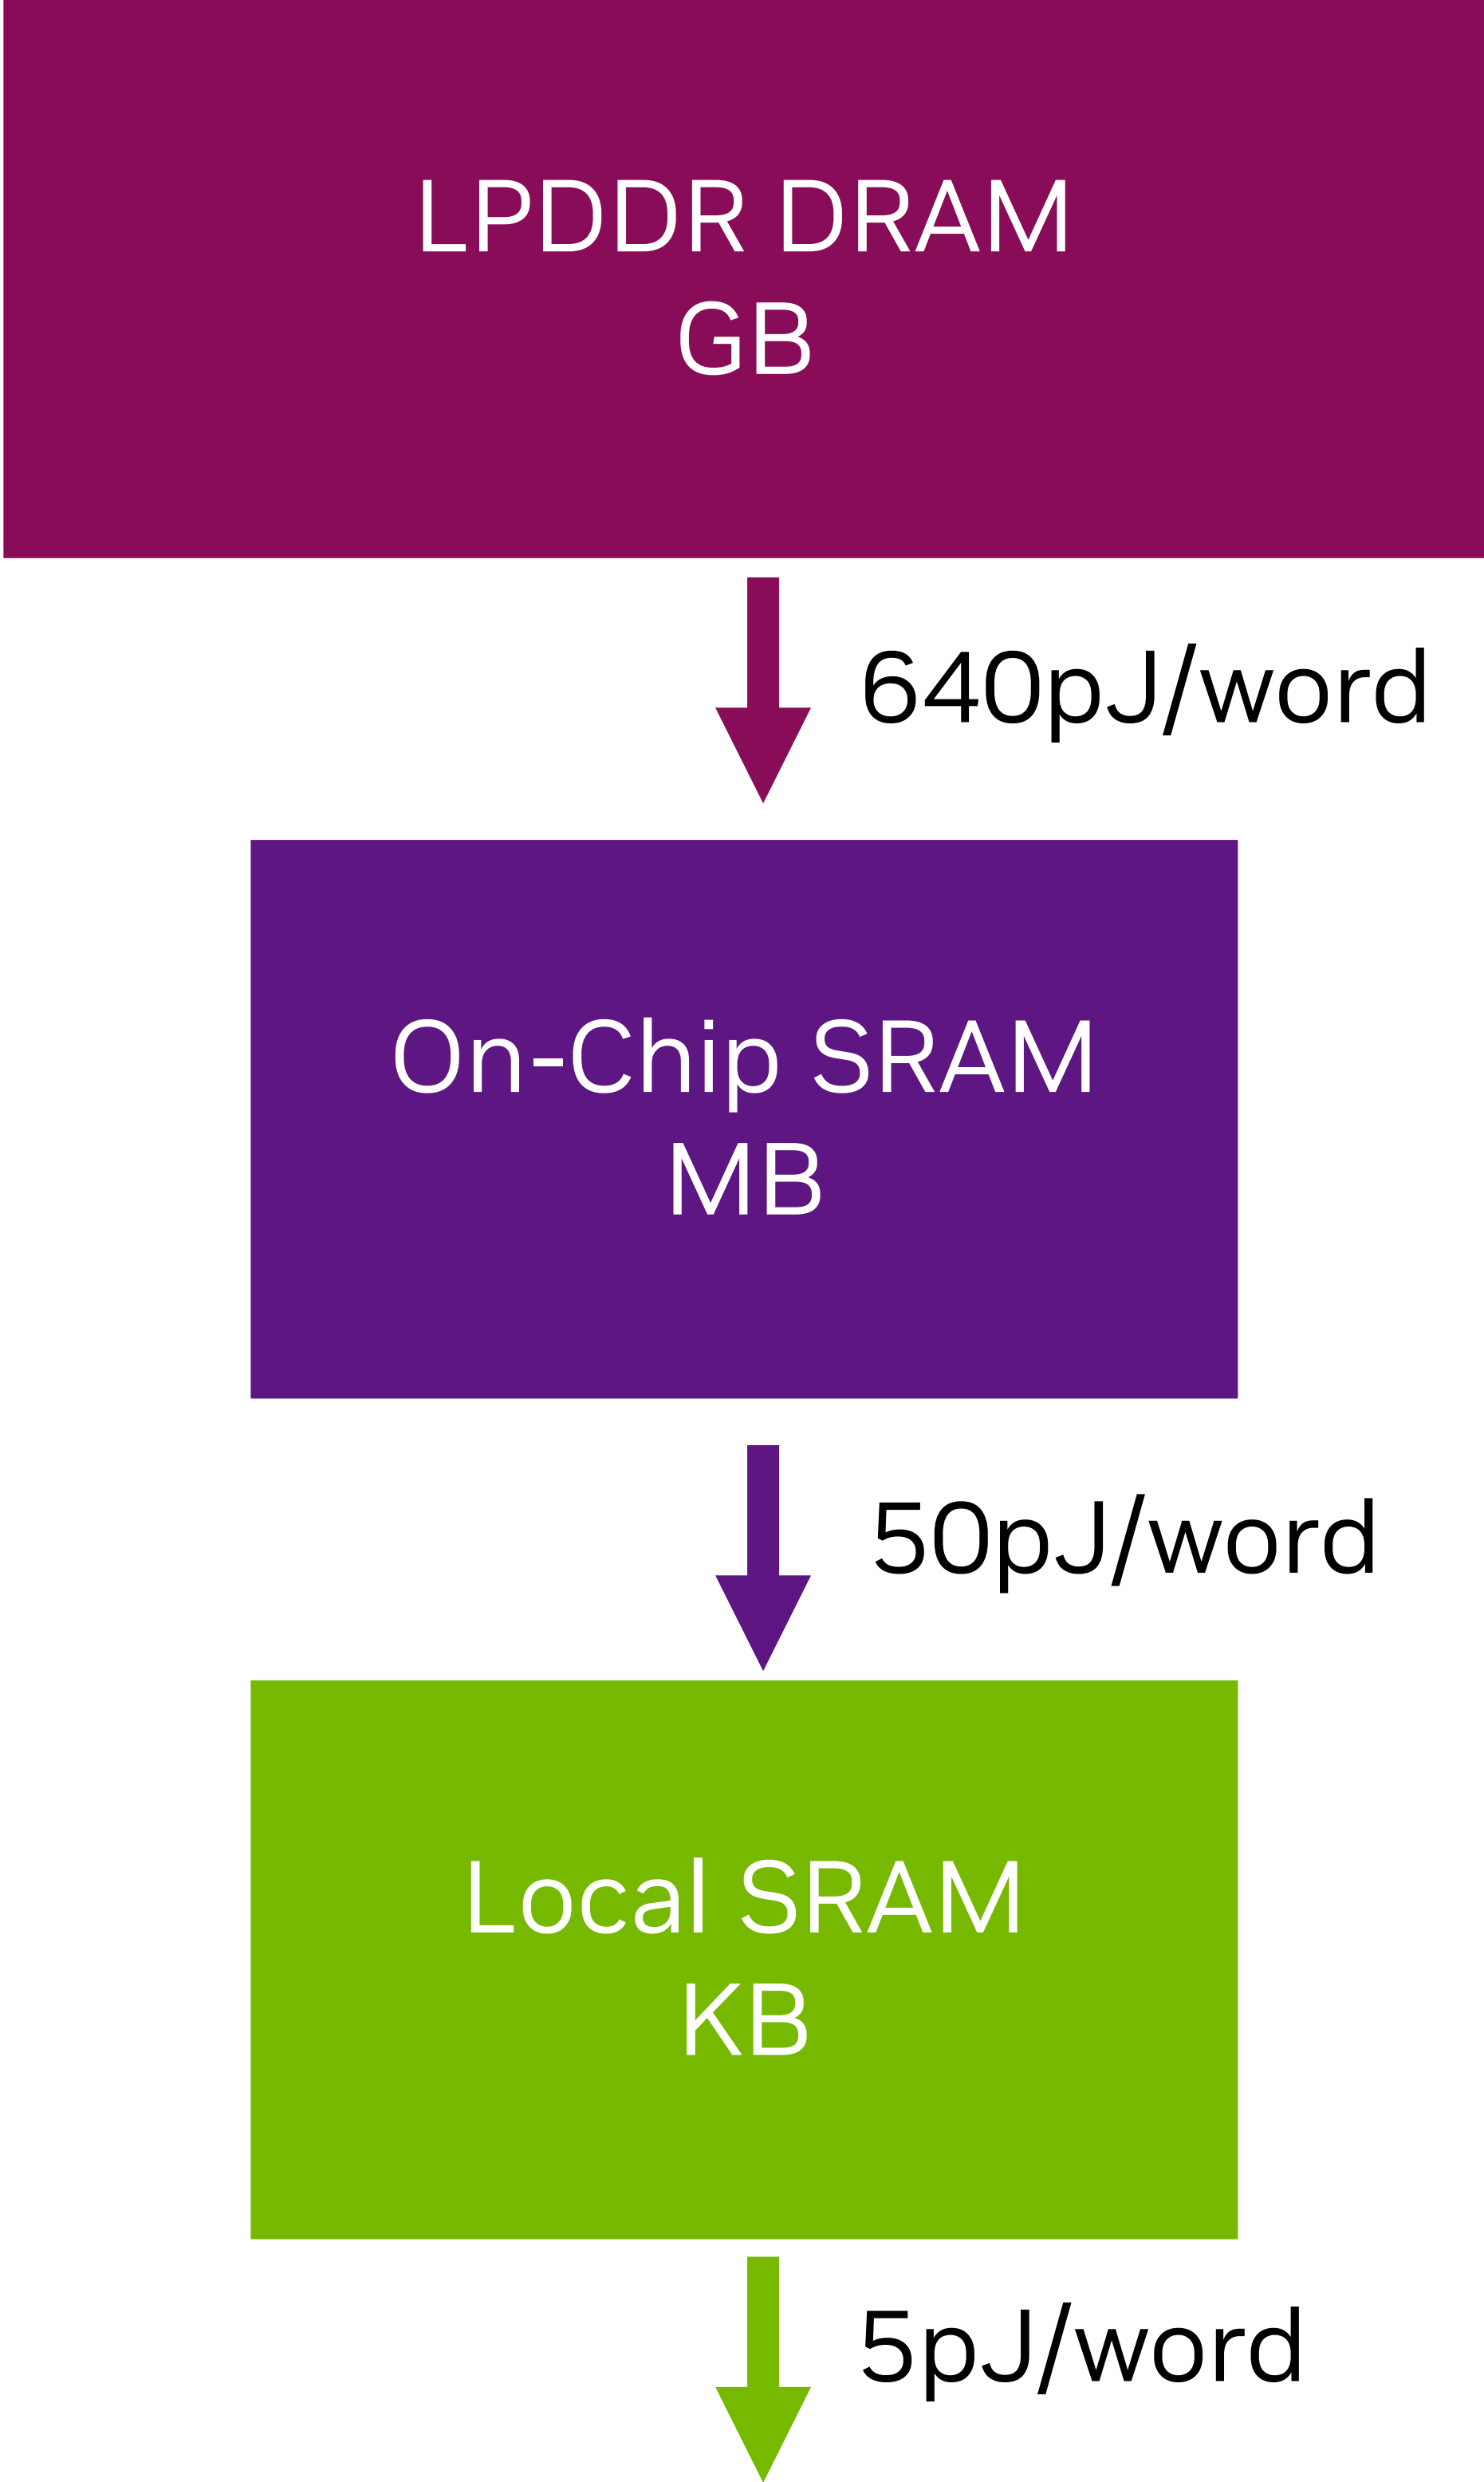 LPDDR DRAM
GB
640pJ/word
On-Chip SRAM
MB
50pJ/word
Local SRAM
KB
5pJ/word